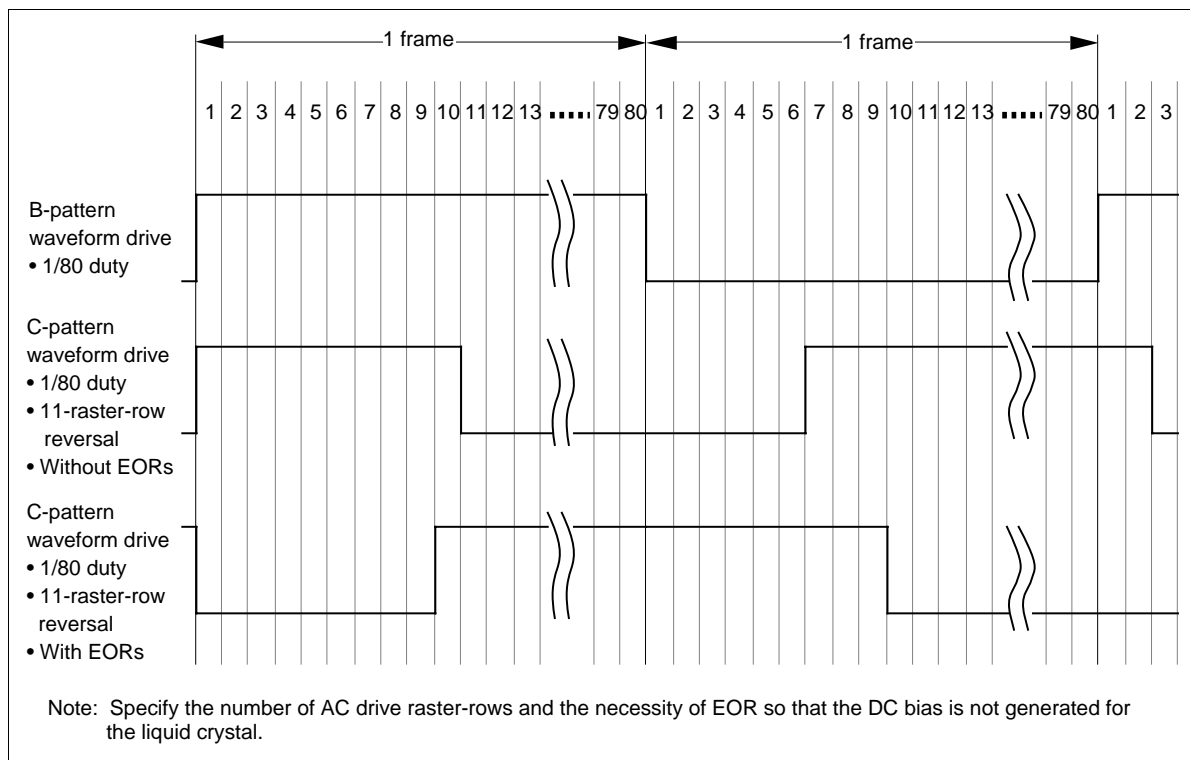 1 frame 1 frame
1 2 3 4 5 6 7 8 9 10 11 12 13 ▪▪▪▪▪ 79 80 1 2 3 4 5 6 7 8 9 10 11 12 13 ▪▪▪▪▪ 79 80 1 2 3
B-pattern
waveform drive
• 1/80 duty
C-pattern
waveform drive
• 1/80 duty
• 11-raster-row
reversal
• Without EORs
C-pattern
waveform drive
• 1/80 duty
• 11-raster-row
reversal
• With EORs
Note: Specify the number of AC drive raster-rows and the necessity of EOR so that the DC bias is not generated for
the liquid crystal.